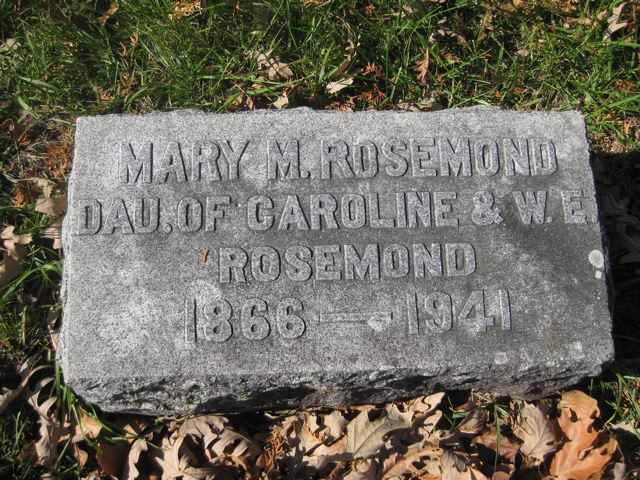 MARY M. ROSEMOND
DAU. OF CAROLINE & W. E.
ROSEMOND
1866 — 1941